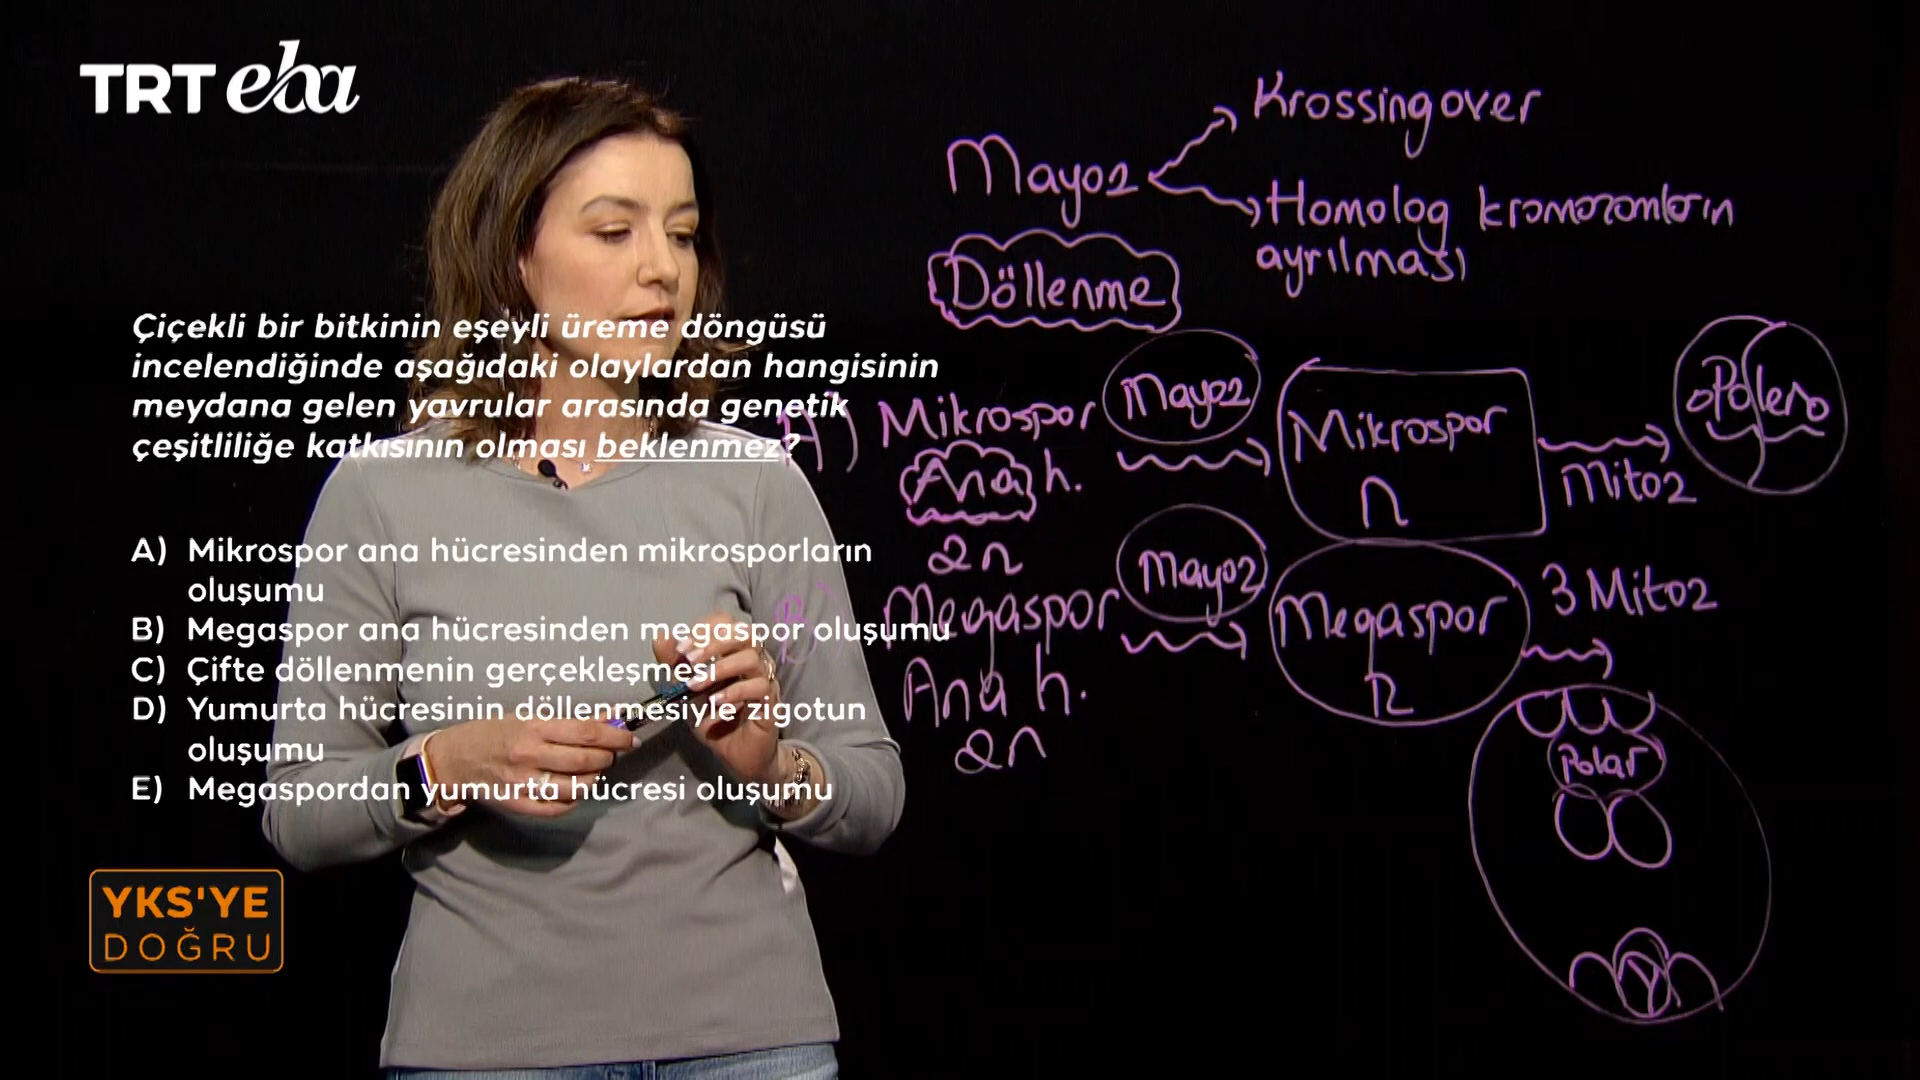 TRT eba
Çiçekli bir bitkinin eşeyli üreme döngüsü
incelendiğinde aşağıdaki olaylardan hangisinin
meydana gelen yavrular arasında genetik
çeşitliliğe katkısının olması beklenmez?
A) Mikrospor ana hücresinden mikrosporların
oluşumu
B) Megaspor ana hücresinden megaspor oluşumu
C) Çifte döllenmenin gerçekleşmesi
D) Yumurta hücresinin döllenmesiyle zigotun
oluşumu
E) Megaspordan yumurta hücresi oluşumu
YKS'YE
DOĞRU
Krossingover
Mayoz
Homolog kromozomların
ayrılması
Döllenme
A) Mikrospor
Ana h.
2n
Mayoz
Mikrospor
n
Mitoz
Polen
B) Megaspor
Ana h.
2n
Mayoz
Megaspor
n
3 Mitoz
Polar
Y